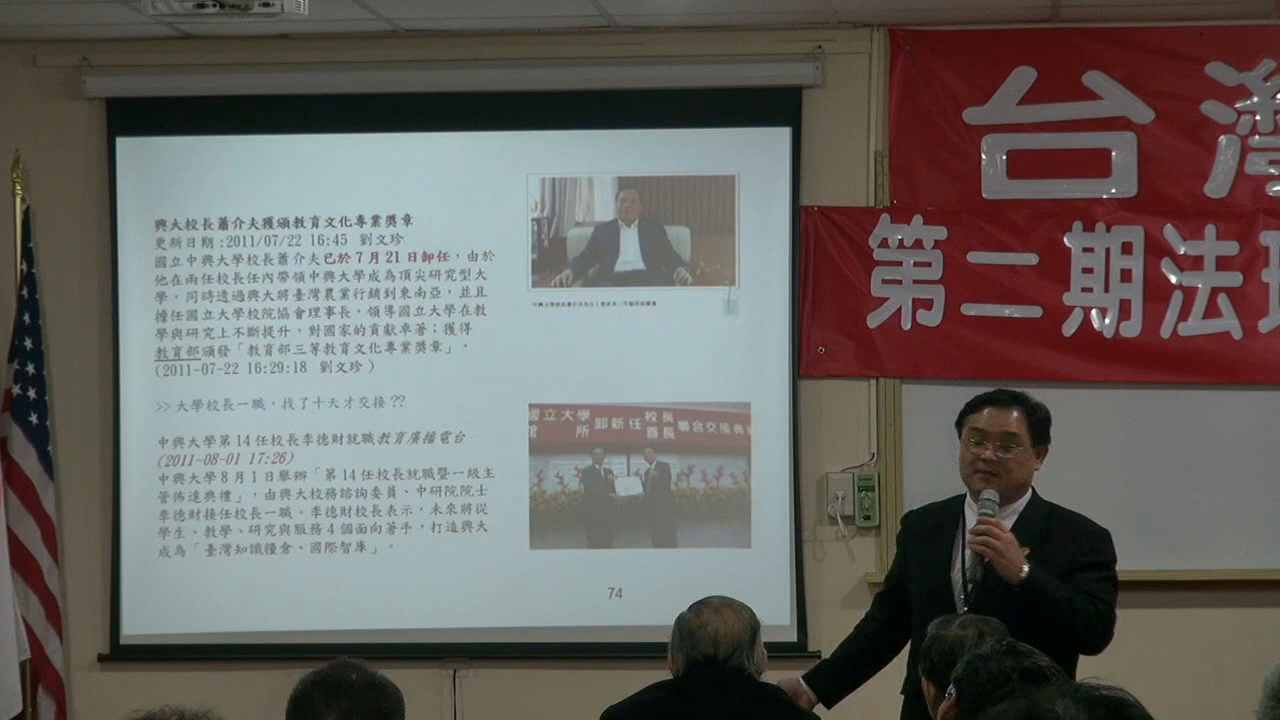 興大校長蕭介夫獲頒教育文化專業獎章
更新日期:2011/07/22 16:45 劉文珍
國立中興大學校長蕭介夫已於7月21日卸任，由於
他在兩任校長任內帶領中興大學成為頂尖研究型大
學，同時透過興大將臺灣農業行銷到東南亞，並且
擔任國立大學校院協會理事長，領導國立大學在教
學與研究上不斷提升，對國家的貢獻卓著；獲得
教育部頒發「教育部三等教育文化專業獎章」。
(2011-07-22 16:29:18 劉文珍)
>> 大學校長一職，找了十天才交接??
中興大學第14任校長李德財就職教育廣播電台
(2011-08-01 17:26)
中興大學8月1日舉辦「第14任校長就職暨一級主
管佈達典禮」，由興大校務諮詢委員、中研院院士
李德財接任校長一職。李德財校長表示，未來將從
學生、教學、研究與服務4個面向著手，打造興大
成為「臺灣知識糧倉、國際智庫」。
國立大學 卸新任 校長
館 所 首長 聯合交接典禮
74
台灣
第二期法理